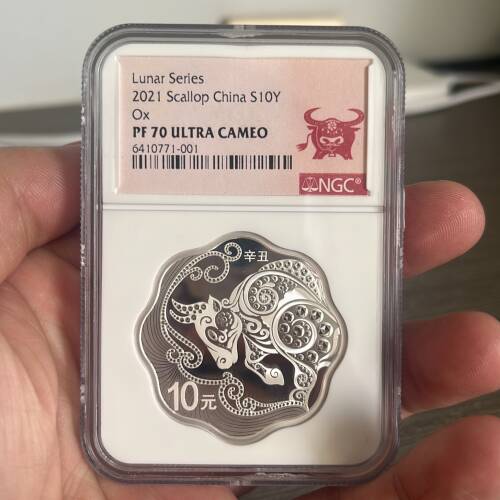 Lunar Series
2021 Scallop China S10Y
Ox
PF 70 ULTRA CAMEO
6410771-001
NGC®
辛丑
10元